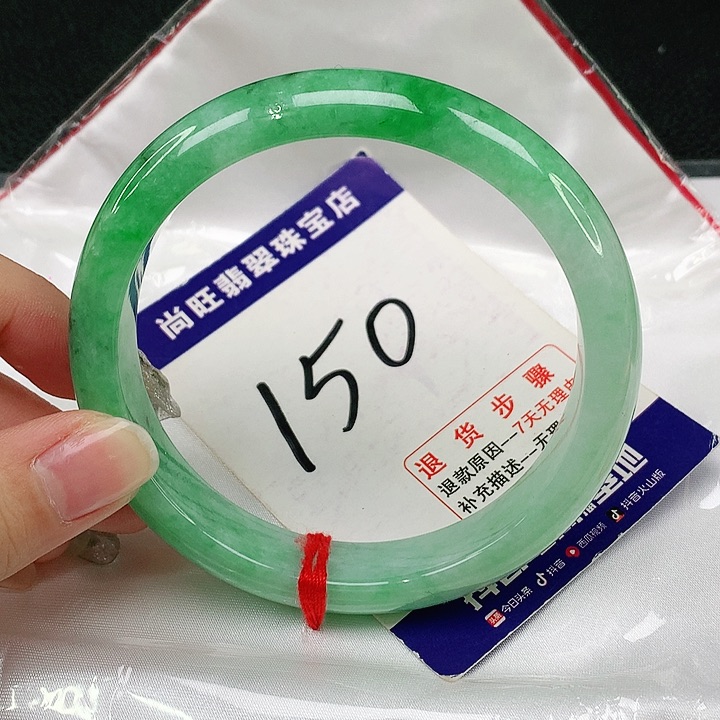 尚旺翡翠珠宝店
150
退货步骤
退款原因--7天无理由
补充描述--无理
今日头条 抖音 西瓜视频 抖音火山版